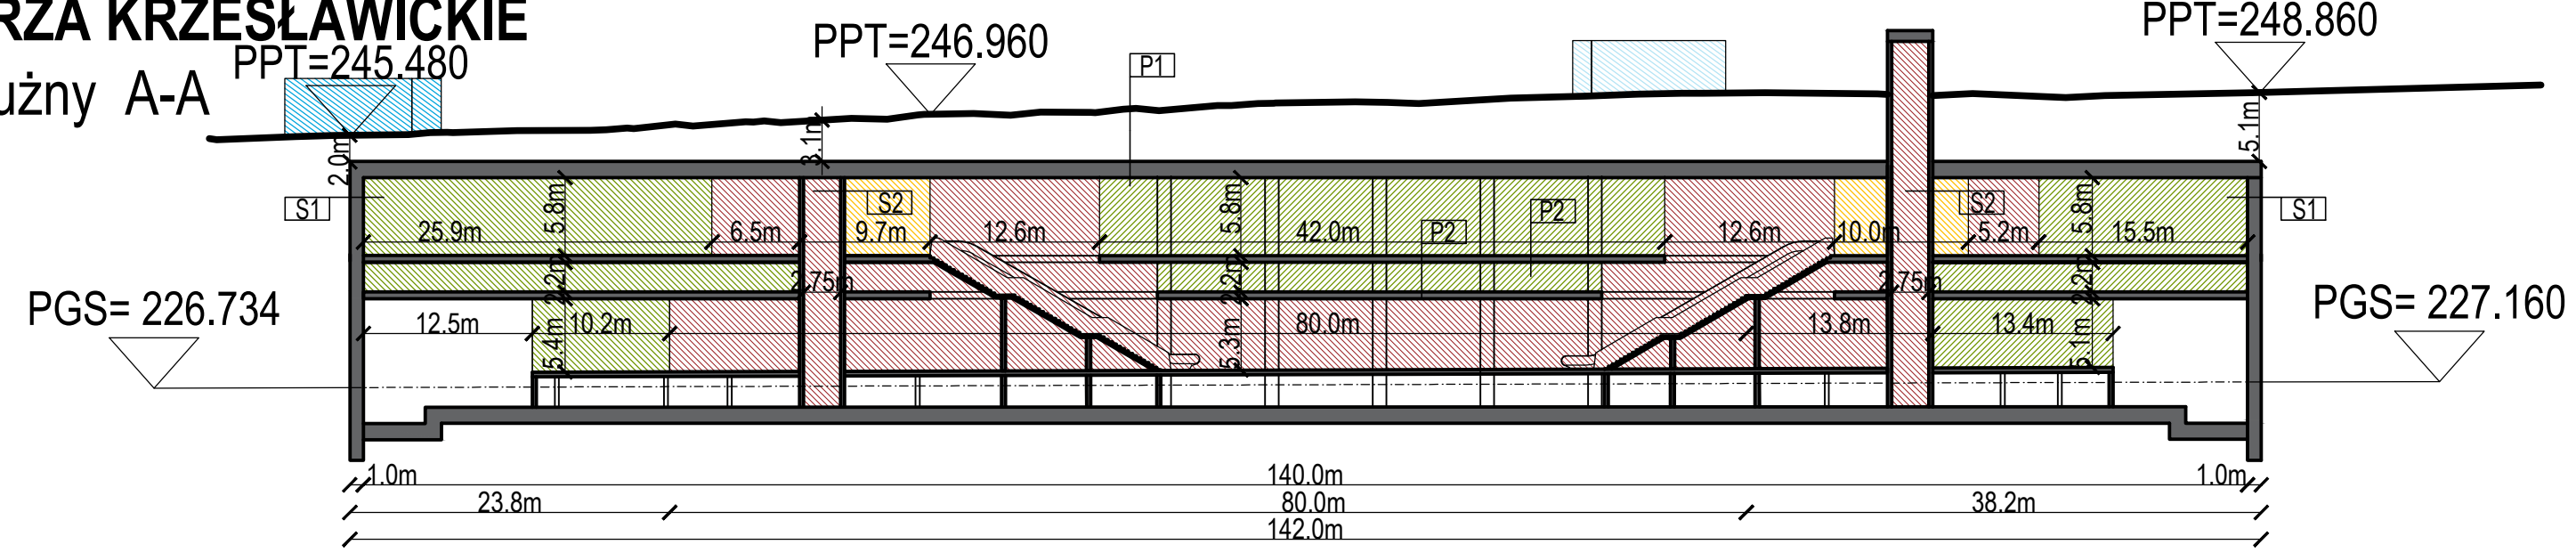 RZA KRZESŁAWICKIE
użny A-A
PPT=245.480
PPT=246.960
PPT=248.860
P1
2.0m
3.1m
5.1m
S1
S2
P2
P2
S2
S1
5.8m
5.8m
5.8m
25.9m
6.5m
9.7m
12.6m
42.0m
12.6m
10.0m
5.2m
15.5m
2.2m
2.75m
2.2m
2.75m
2.2m
PGS= 226.734
PGS= 227.160
12.5m
10.2m
80.0m
13.8m
13.4m
5.4m
5.3m
5.1m
1.0m
140.0m
1.0m
23.8m
80.0m
38.2m
142.0m